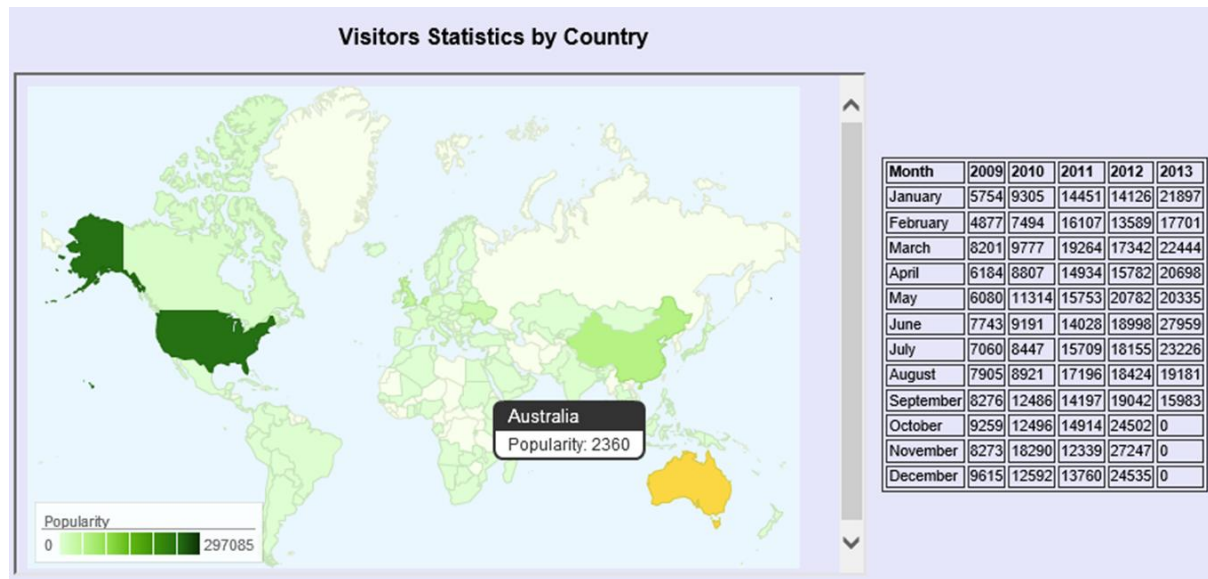 Visitors Statistics by Country
Australia
Popularity: 2360
Popularity
0 297085
Month 2009 2010 2011 2012 2013
January 5754 9305 14451 14126 21897
February 4877 7494 16107 13589 17701
March 8201 9777 19264 17342 22444
April 6184 8807 14934 15782 20698
May 6080 11314 15753 20782 20335
June 7743 9191 14028 18998 27959
July 7060 8447 15709 18155 23226
August 7905 8921 17196 18424 19181
September 8276 12486 14197 19042 15983
October 9259 12496 14914 24502 0
November 8273 18290 12339 27247 0
December 9615 12592 13760 24535 0